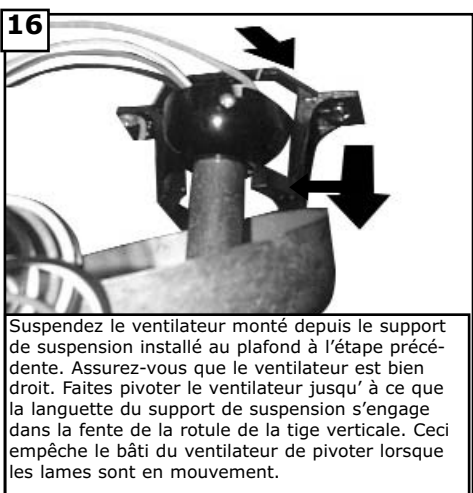 16
Suspendez le ventilateur monté depuis le support
de suspension installé au plafond à l'étape précé-
dente. Assurez-vous que le ventilateur est bien
droit. Faites pivoter le ventilateur jusqu' à ce que
la languette du support de suspension s'engage
dans la fente de la rotule de la tige verticale. Ceci
empêche le bâti du ventilateur de pivoter lorsque
les lames sont en mouvement.